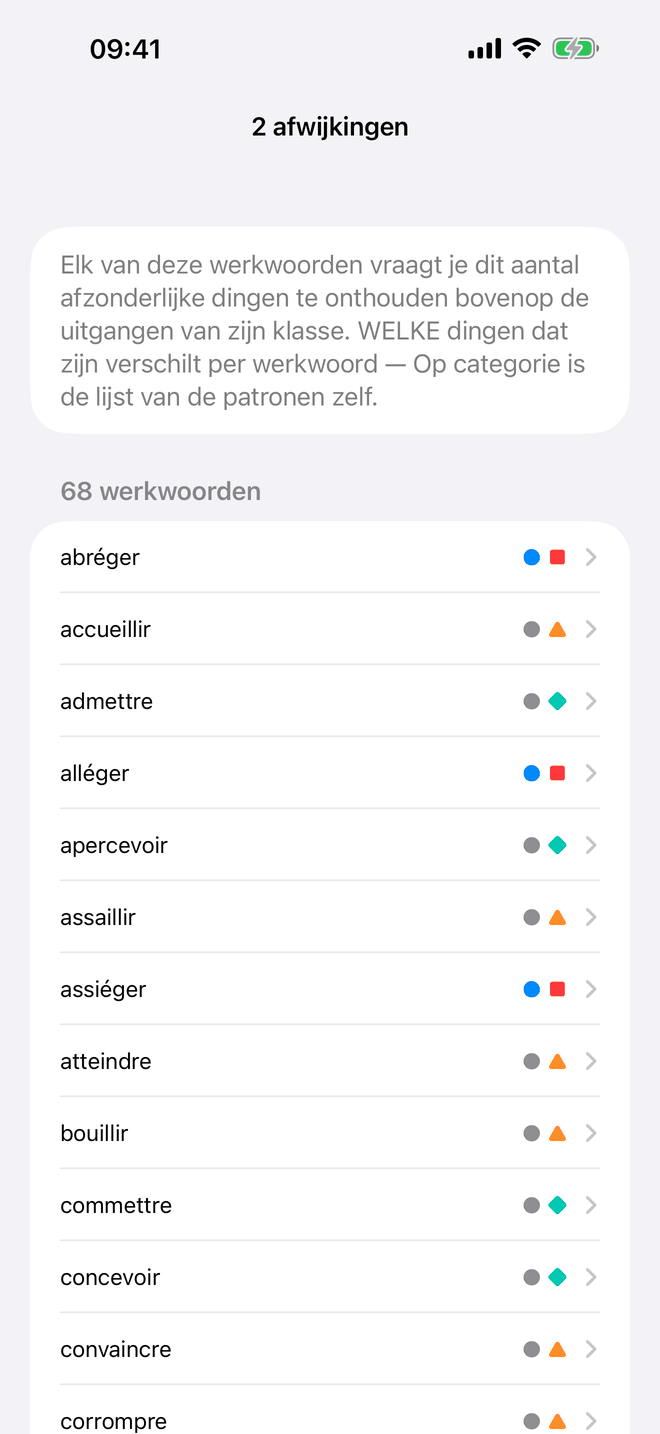 09:41
2 afwijkingen
Elk van deze werkwoorden vraagt je dit aantal
afzonderlijke dingen te onthouden bovenop de
uitgangen van zijn klasse. WELKE dingen dat
zijn verschilt per werkwoord — Op categorie is
de lijst van de patronen zelf.
68 werkwoorden
abréger
accueillir
admettre
alléger
apercevoir
assaillir
assiéger
atteindre
bouillir
commettre
concevoir
convaincre
corrompre